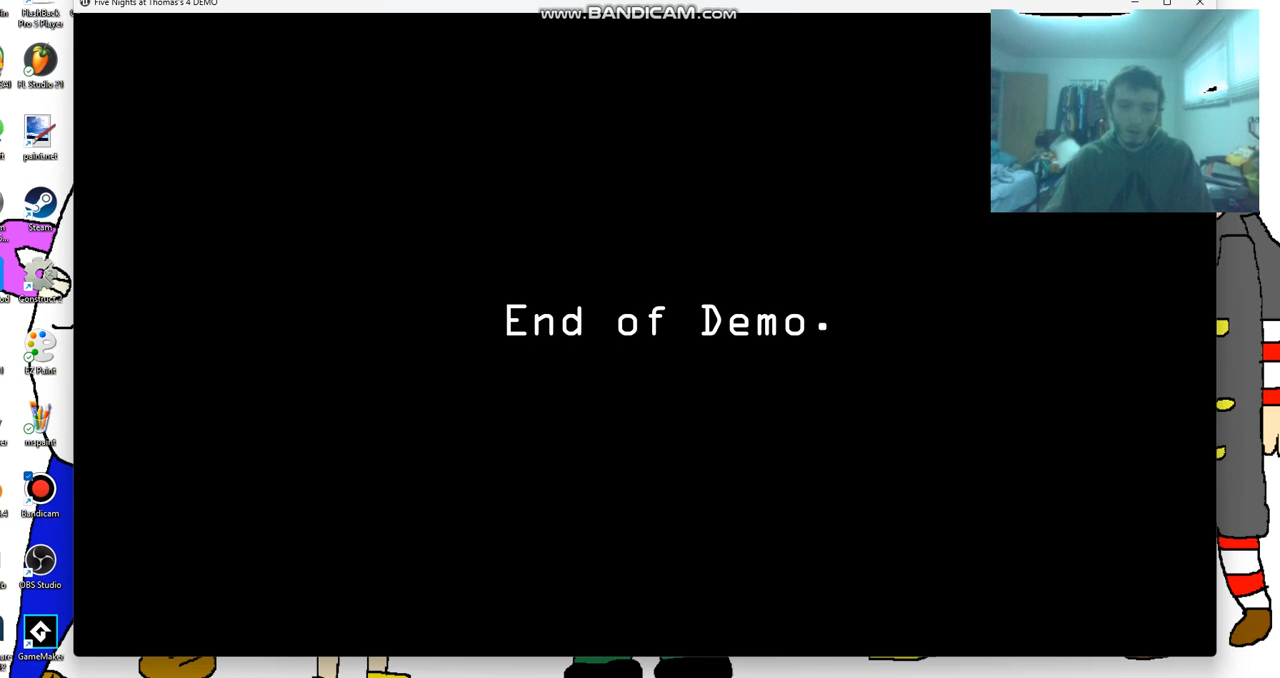 Five Nights at Thomas's 4 DEMO
www.BANDICAM.com
FlashBack
Pro 5 Player
FL Studio 21
paint.net
Steam
Construct 2
EZ Paint
mspaint
Bandicam
OBS Studio
GameMaker
End of Demo.